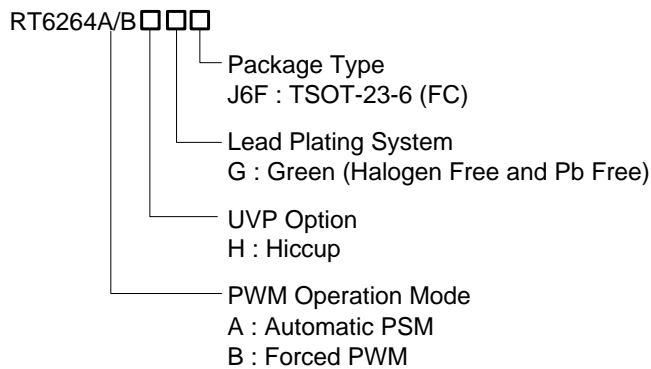 RT6264A/B□□□
Package Type
J6F : TSOT-23-6 (FC)
Lead Plating System
G : Green (Halogen Free and Pb Free)
UVP Option
H : Hiccup
PWM Operation Mode
A : Automatic PSM
B : Forced PWM